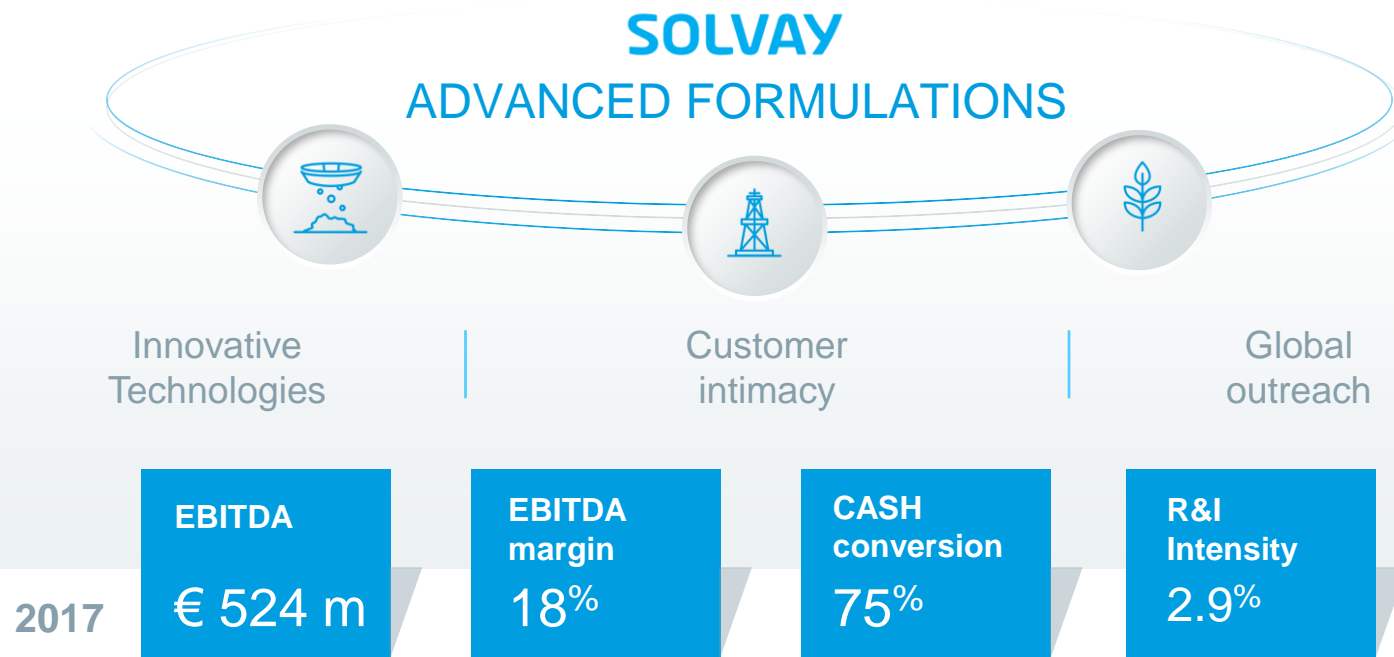 SOLVAY
ADVANCED FORMULATIONS
Innovative
Technologies
Customer
intimacy
Global
outreach
2017
EBITDA
€ 524 m
EBITDA
margin
18%
CASH
conversion
75%
R&I
Intensity
2.9%